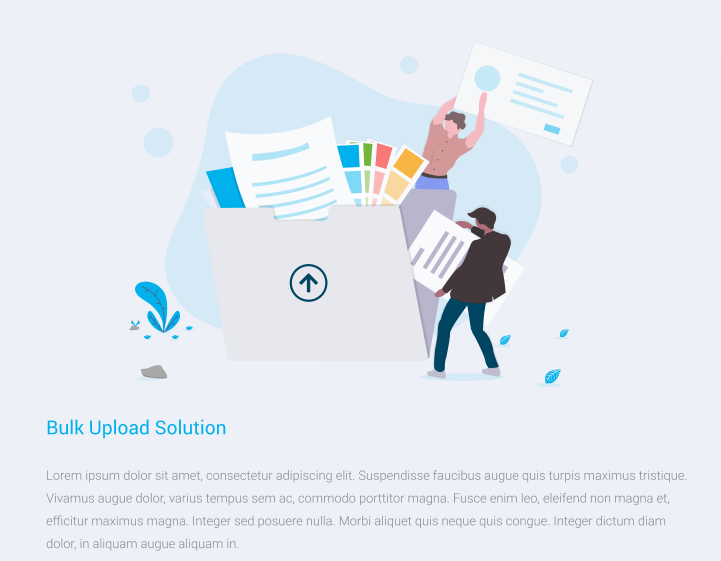 Bulk Upload Solution
Lorem ipsum dolor sit amet, consectetur adipiscing elit. Suspendisse faucibus augue quis turpis maximus tristique.
Vivamus augue dolor, varius tempus sem ac, commodo porttitor magna. Fusce enim leo, eleifend non magna et,
efficitur maximus magna. Integer sed posuere nulla. Morbi aliquet quis neque quis congue. Integer dictum diam
dolor, in aliquam augue aliquam in.